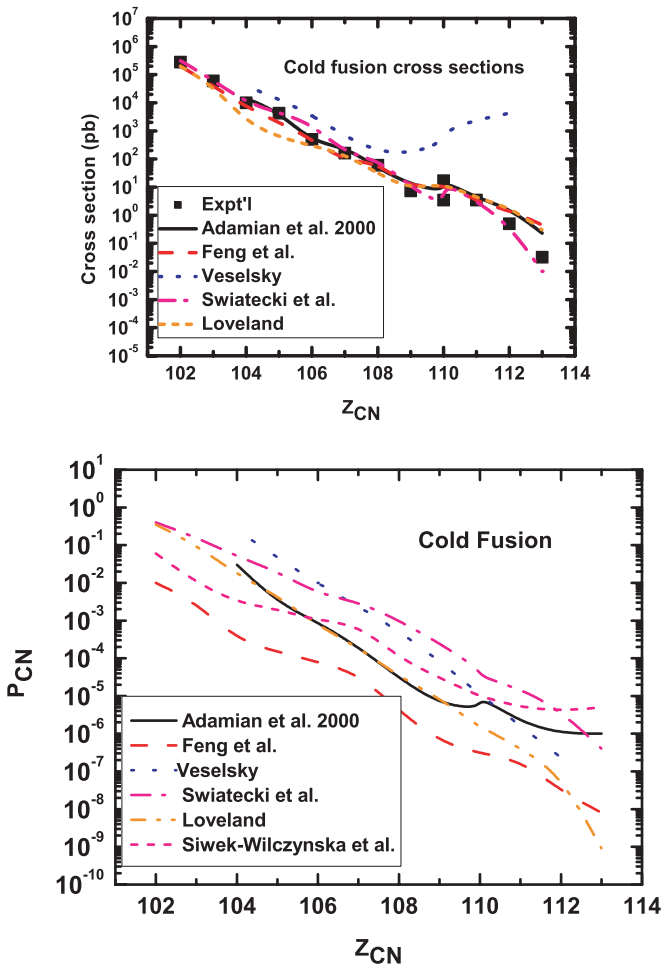 10^7
10^6
10^5
10^4
10^3
10^2
10^1
10^0
10^-1
10^-2
10^-3
10^-4
10^-5
Cross section (pb)
Cold fusion cross sections
Expt'l
Adamian et al. 2000
Feng et al.
Veselsky
Swiatecki et al.
Loveland
102 104 106 108 110 112 114
Z_CN
10^1
10^0
10^-1
10^-2
10^-3
10^-4
10^-5
10^-6
10^-7
10^-8
10^-9
10^-10
P_CN
Cold Fusion
Adamian et al. 2000
Feng et al.
Veselsky
Swiatecki et al.
Loveland
Siwek-Wilczynska et al.
102 104 106 108 110 112 114
Z_CN